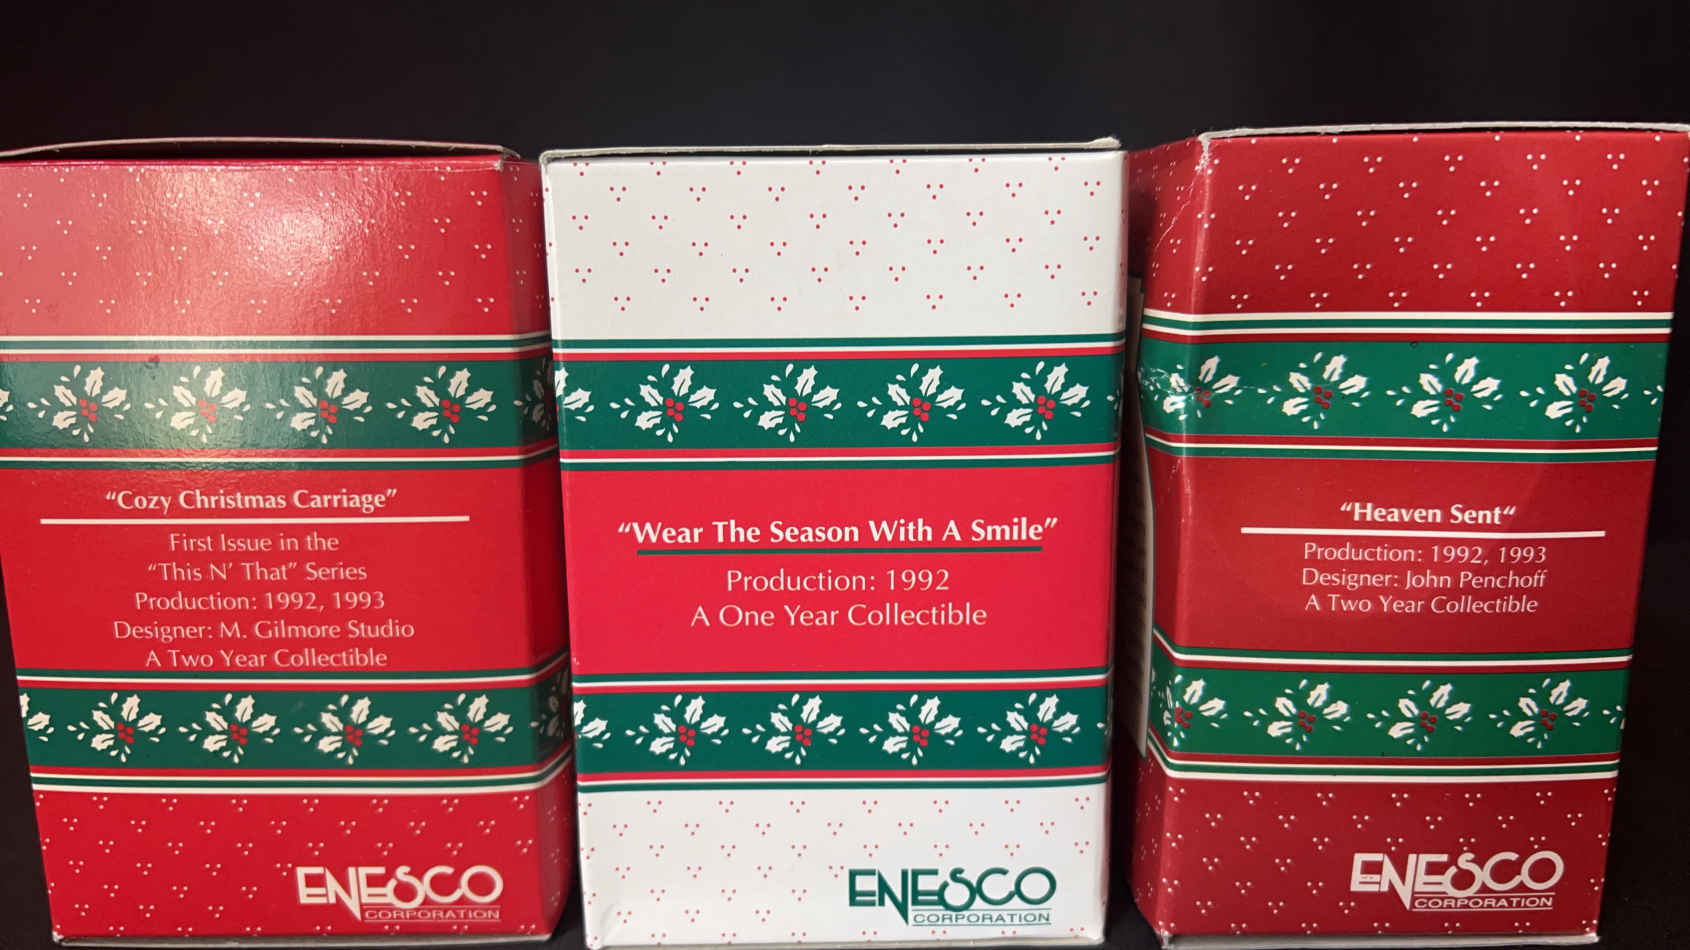 “Cozy Christmas Carriage”
First Issue in the
“This N’ That” Series
Production: 1992, 1993
Designer: M. Gilmore Studio
A Two Year Collectible
ENESCO
CORPORATION
“Wear The Season With A Smile”
Production: 1992
A One Year Collectible
ENESCO
CORPORATION
“Heaven Sent“
Production: 1992, 1993
Designer: John Penchoff
A Two Year Collectible
ENESCO
CORPORATION